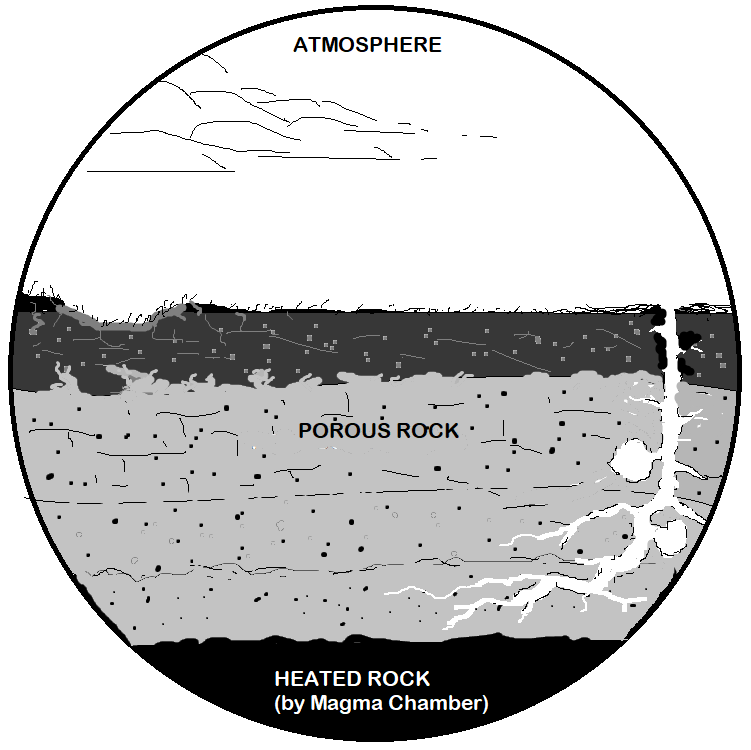 ATMOSPHERE
POROUS ROCK
HEATED ROCK
(by Magma Chamber)